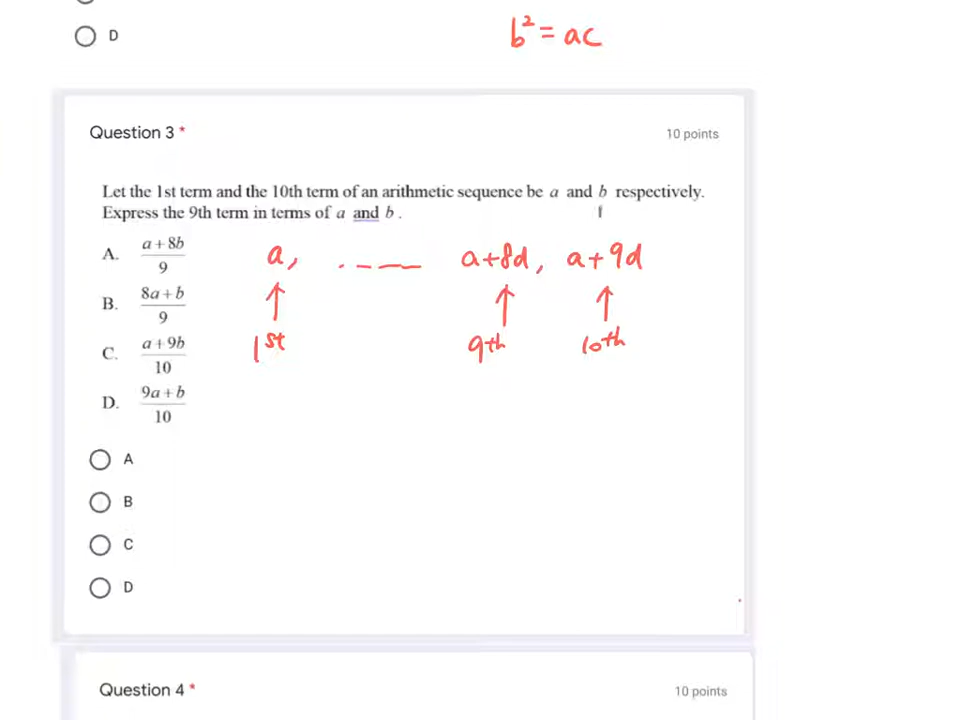 D
b² = ac
Question 3 *
10 points
Let the 1st term and the 10th term of an arithmetic sequence be a and b respectively.
Express the 9th term in terms of a and b .
A. (a + 8b)/9
B. (8a + b)/9
C. (a + 9b)/10
D. (9a + b)/10
a, . _ _ __ a+8d, a+9d
↑ ↑ ↑
1st 9th 10th
A
B
C
D
Question 4 *
10 points